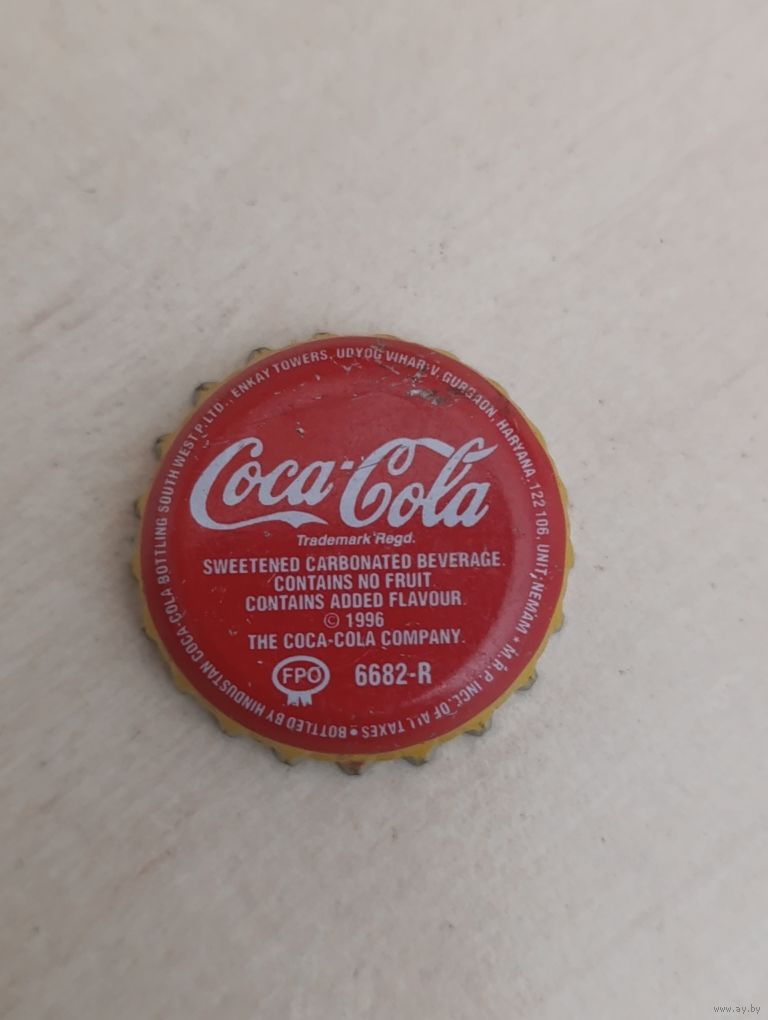 Coca-Cola
Trademark Regd.
SWEETENED CARBONATED BEVERAGE.
CONTAINS NO FRUIT.
CONTAINS ADDED FLAVOUR.
© 1996
THE COCA-COLA COMPANY.
FPO 6682-R
• BOTTLED BY HINDUSTAN COCA-COLA BOTTLING SOUTH WEST P.LTD., ENKAY TOWERS, UDYOG VIHAR-V, GURGAON, HARYANA, 122 106. UNIT; NEMAM • M.R.P. INCL. OF ALL TAXES
www.ay.by